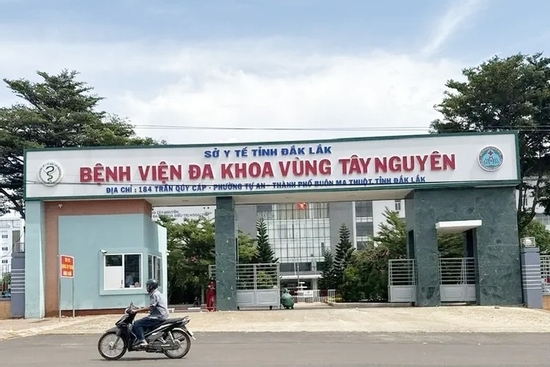 SỞ Y TẾ TỈNH ĐẮK LẮK
BỆNH VIỆN ĐA KHOA VÙNG TÂY NGUYÊN
ĐỊA CHỈ : 184 TRẦN QUÝ CÁP - PHƯỜNG TỰ AN - THÀNH PHỐ BUÔN MA THUỘT, TỈNH ĐẮK LẮK